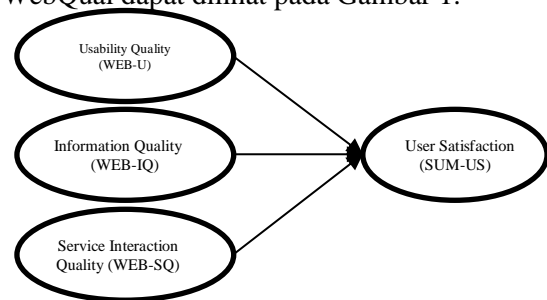 WebQual dapat dilihat pada Gambar 1.
Usability Quality
(WEB-U)
Information Quality
(WEB-IQ)
User Satisfaction
(SUM-US)
Service Interaction
Quality (WEB-SQ)